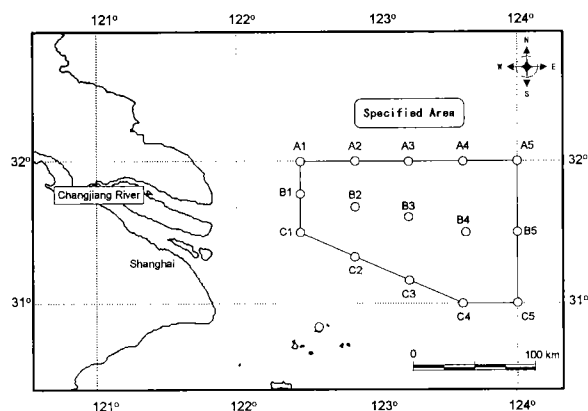 121° 122° 123° 124°
N
W E
S
Specified Area
A1 A2 A3 A4 A5
32° 32°
B1
Changjiang River
B2
B3
B4 B5
C1
C2
Shanghai
C3
31° 31°
C4 C5
0 100 km
121° 122° 123° 124°